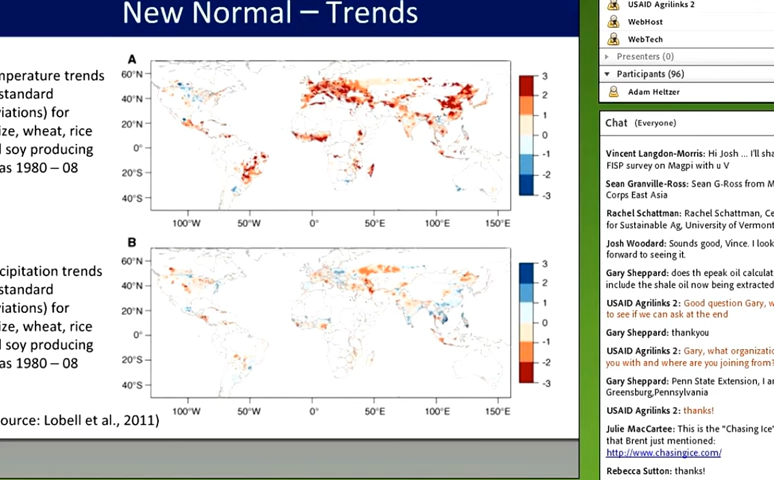 New Normal – Trends
mperature trends
standard
viations) for
ize, wheat, rice
d soy producing
as 1980 – 08
A
60°N
40°N
20°N
0°
20°S
40°S
100°W
50°W
0°
50°E
100°E
150°E
3
2
1
0
-1
-2
-3
cipitation trends
standard
viations) for
ize, wheat, rice
d soy producing
as 1980 – 08
B
60°N
40°N
20°N
0°
20°S
40°S
100°W
50°W
0°
50°E
100°E
150°E
3
2
1
0
-1
-2
-3
ource: Lobell et al., 2011)
USAID Agrilinks 2
WebHost
WebTech
Presenters (0)
Participants (96)
Adam Heltzer
Chat (Everyone)
Vincent Langdon-Morris: Hi Josh ... I'll sha
FISP survey on Magpi with u V
Sean Granville-Ross: Sean G-Ross from M
Corps East Asia
Rachel Schattman: Rachel Schattman, Ce
for Sustainable Ag, University of Vermont
Josh Woodard: Sounds good, Vince. I look
forward to seeing it.
Gary Sheppard: does th epeak oil calculat
include the shale oil now being extracted
USAID Agrilinks 2: Good question Gary, w
to see if we can ask at the end
Gary Sheppard: thankyou
USAID Agrilinks 2: Gary, what organizatio
you with and where are you joining from?
Gary Sheppard: Penn State Extension, I a
Greensburg,Pennsylvania
USAID Agrilinks 2: thanks!
Julie MacCartee: This is the "Chasing Ice"
that Brent just mentioned:
http://www.chasingice.com/
Rebecca Sutton: thanks!